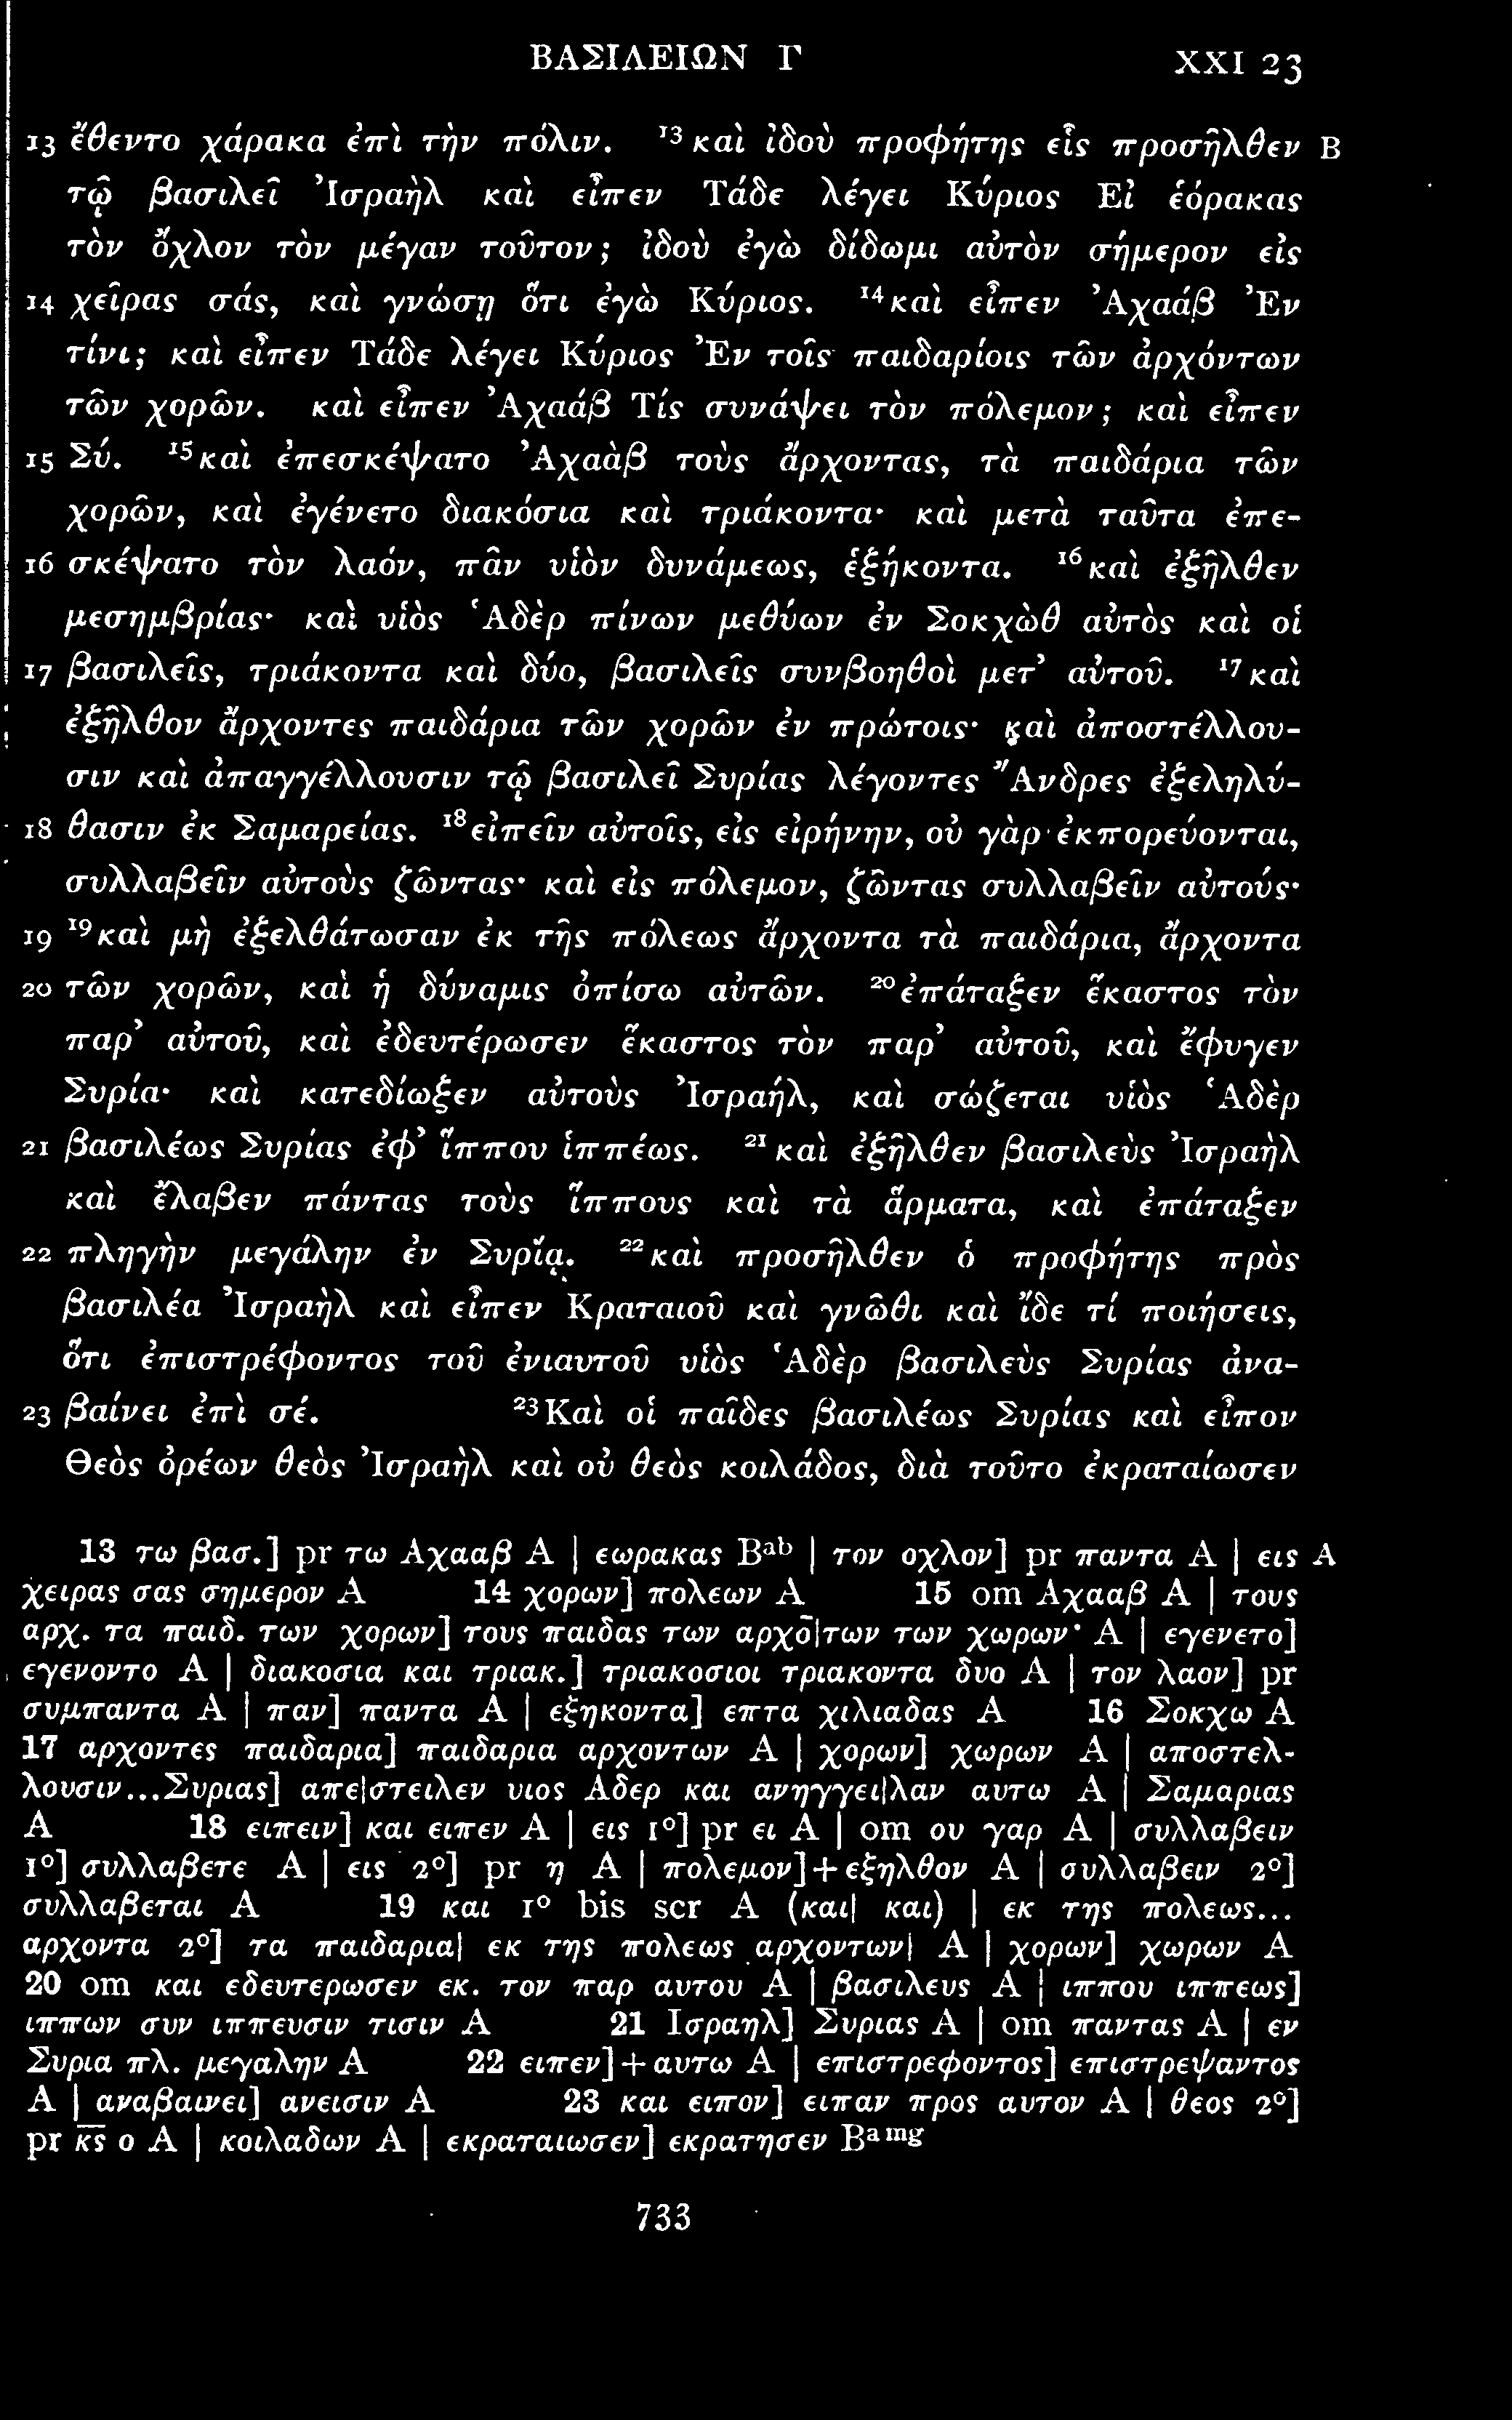 ΒΑΣΙΛΕΙΩΝ Γ XXI 23
13 ἔθεντο χάρακα ἐπὶ τὴν πόλιν. ¹³καὶ ἰδοὺ προφήτης εἷς προσῆλθεν B
τῷ βασιλεῖ Ἰσραὴλ καὶ εἶπεν Τάδε λέγει Κύριος Εἰ ἑόρακας
τὸν ὄχλον τὸν μέγαν τοῦτον; ἰδοὺ ἐγὼ δίδωμι αὐτὸν σήμερον εἰς
14 χεῖρας σάς, καὶ γνώσῃ ὅτι ἐγὼ Κύριος. ¹⁴καὶ εἶπεν Ἀχαάβ Ἐν
τίνι; καὶ εἶπεν Τάδε λέγει Κύριος Ἐν τοῖς παιδαρίοις τῶν ἀρχόντων
τῶν χορῶν. καὶ εἶπεν Ἀχαάβ Τίς συνάψει τὸν πόλεμον; καὶ εἶπεν
15 Σύ. ¹⁵καὶ ἐπεσκέψατο Ἀχαὰβ τοὺς ἄρχοντας, τὰ παιδάρια τῶν
χορῶν, καὶ ἐγένετο διακόσια καὶ τριάκοντα· καὶ μετὰ ταῦτα ἐπε-
16 σκέψατο τὸν λαόν, πᾶν υἱὸν δυνάμεως, ἑξήκοντα. ¹⁶καὶ ἐξῆλθεν
μεσημβρίας· καὶ υἱὸς Ἁδὲρ πίνων μεθύων ἐν Σοκχὼθ αὐτὸς καὶ οἱ
17 βασιλεῖς, τριάκοντα καὶ δύο, βασιλεῖς συνβοηθοὶ μετ’ αὐτοῦ. ¹⁷καὶ
ἐξῆλθον ἄρχοντες παιδάρια τῶν χορῶν ἐν πρώτοις· καὶ ἀποστέλλου-
σιν καὶ ἀπαγγέλλουσιν τῷ βασιλεῖ Συρίας λέγοντες Ἄνδρες ἐξεληλύ-
18 θασιν ἐκ Σαμαρείας. ¹⁸εἰπεῖν αὐτοῖς, εἰς εἰρήνην, οὐ γὰρ ἐκπορεύονται,
συλλαβεῖν αὐτοὺς ζῶντας· καὶ εἰς πόλεμον, ζῶντας συλλαβεῖν αὐτούς·
19 ¹⁹καὶ μὴ ἐξελθάτωσαν ἐκ τῆς πόλεως ἄρχοντα τὰ παιδάρια, ἄρχοντα
20 τῶν χορῶν, καὶ ἡ δύναμις ὀπίσω αὐτῶν. ²⁰ἐπάταξεν ἕκαστος τὸν
παρ’ αὐτοῦ, καὶ ἐδευτέρωσεν ἕκαστος τὸν παρ’ αὐτοῦ, καὶ ἔφυγεν
Συρία· καὶ κατεδίωξεν αὐτοὺς Ἰσραήλ, καὶ σώζεται υἱὸς Ἁδὲρ
21 βασιλέως Συρίας ἐφ’ ἵππου ἱππέως. ²¹καὶ ἐξῆλθεν βασιλεὺς Ἰσραὴλ
καὶ ἔλαβεν πάντας τοὺς ἵππους καὶ τὰ ἅρματα, καὶ ἐπάταξεν
22 πληγὴν μεγάλην ἐν Συρίᾳ. ²²καὶ προσῆλθεν ὁ προφήτης πρὸς
βασιλέα Ἰσραὴλ καὶ εἶπεν Κραταιοῦ καὶ γνῶθι καὶ ἴδε τί ποιήσεις,
ὅτι ἐπιστρέφοντος τοῦ ἐνιαυτοῦ υἱὸς Ἁδὲρ βασιλεὺς Συρίας ἀνα-
23 βαίνει ἐπὶ σέ. ²³Καὶ οἱ παῖδες βασιλέως Συρίας καὶ εἶπον
Θεὸς ὀρέων θεὸς Ἰσραὴλ καὶ οὐ θεὸς κοιλάδος, διὰ τοῦτο ἐκραταίωσεν
13 τω βασ.] pr τω Αχααβ A | εωρακας Bᵃᵇ | τον οχλον] pr παντα A | εις A
χειρας σας σημερον A 14 χορων] πολεων A 15 om Αχααβ A | τους
αρχ. τα παιδ. των χορων] τους παιδας των αρχο̄|των των χωρων· A | εγενετο]
εγενοντο A | διακοσια και τριακ.] τριακοσιοι τριακοντα δυο A | τον λαον] pr
συμπαντα A | παν] παντα A | εξηκοντα] επτα χιλιαδας A 16 Σοκχω A
17 αρχοντες παιδαρια] παιδαρια αρχοντων A | χορων] χωρων A | αποστελ-
λουσιν...Συριας] απε|στειλεν υιος Αδερ και ανηγγει|λαν αυτω A | Σαμαριας
A 18 ειπειν] και ειπεν A | εις 1º] pr ει A | om ου γαρ A | συλλαβειν
1º] συλλαβετε A | εις 2º] pr η A | πολεμον]+εξηλθον A | συλλαβειν 2º]
συλλαβεται A 19 και 1º bis scr A (και| και) | εκ της πολεως...
αρχοντα 2º] τα παιδαρια| εκ της πολεως αρχοντων| A | χορων] χωρων A
20 om και εδευτερωσεν εκ. τον παρ αυτου A | βασιλευς A | ιππου ιππεως]
ιππων συν ιππευσιν τισιν A 21 Ισραηλ] Συριας A | om παντας A | εν
Συρια πλ. μεγαλην A 22 ειπεν]+αυτω A | επιστρεφοντος] επιστρεψαντος
A | αναβαινει] ανεισιν A 23 και ειπον] ειπαν προς αυτον A | θεος 2º]
pr κ̅ς̅ ο A | κοιλαδων A | εκραταιωσεν] εκρατησεν Bᵃᵐᵍ
733